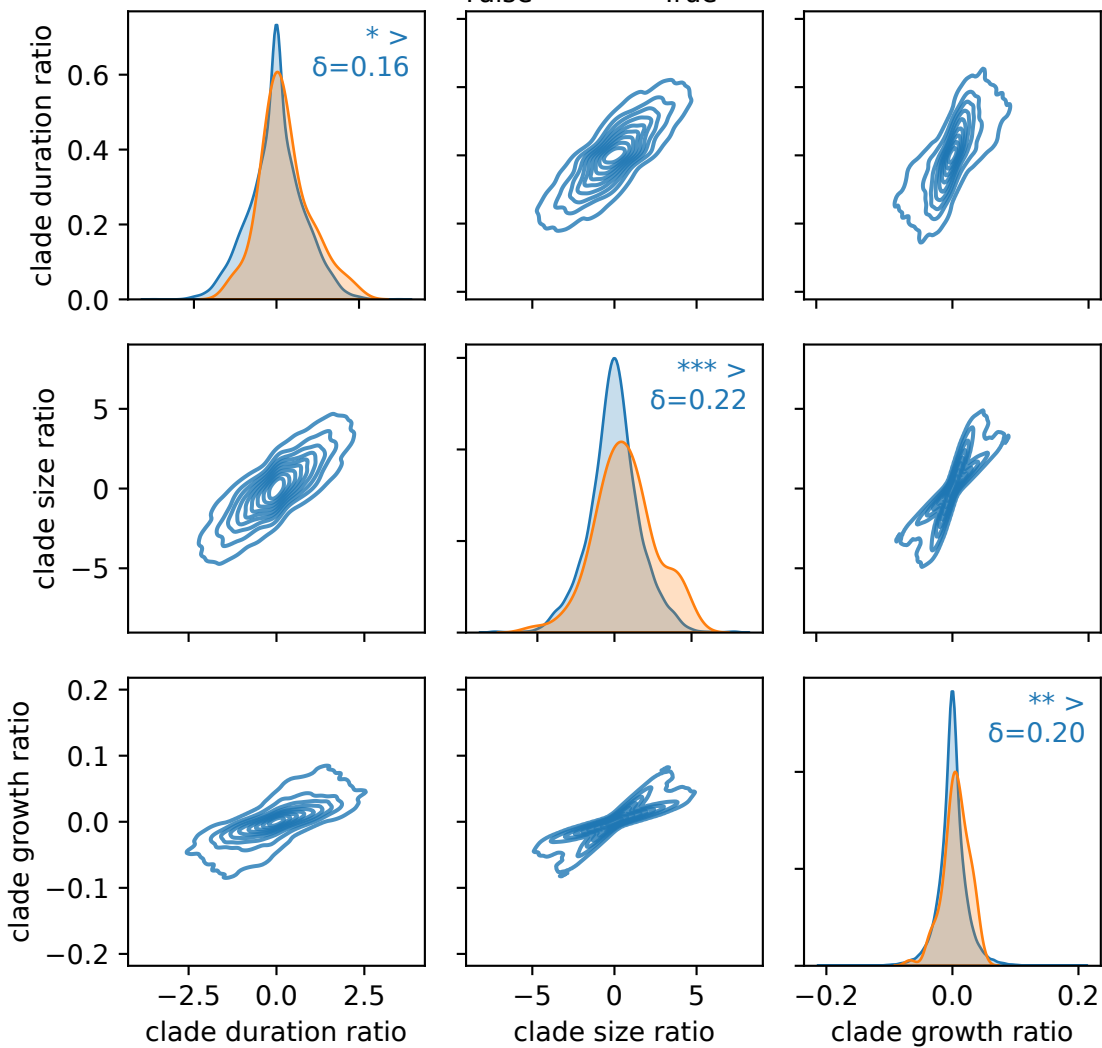 True
clade duration ratio
0.6
0.4
0.2
0.0
* >
δ=0.16
clade size ratio
5
0
−5
*** >
δ=0.22
clade growth ratio
0.2
0.1
0.0
−0.1
−0.2
** >
δ=0.20
−2.5 0.0 2.5
−5 0 5
−0.2 0.0 0.2
clade duration ratio
clade size ratio
clade growth ratio